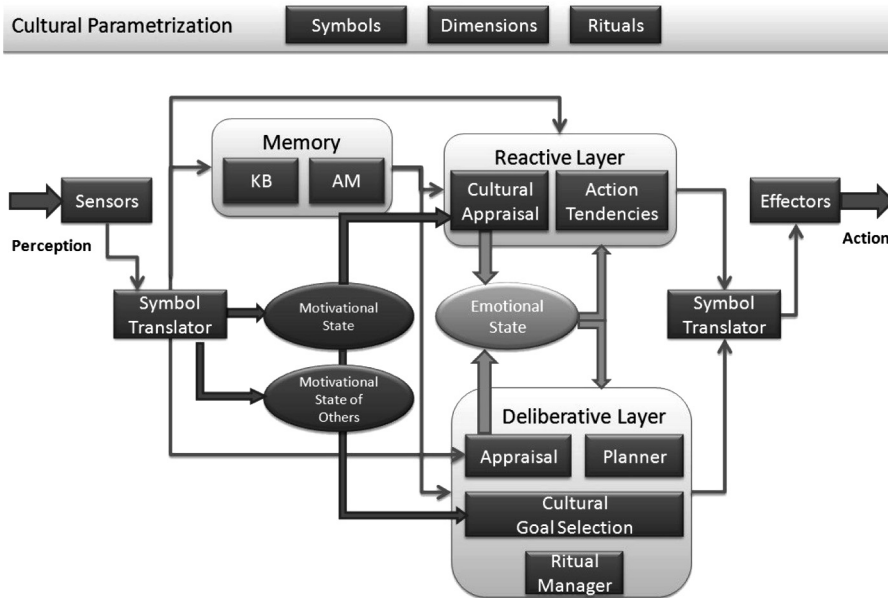 Cultural Parametrization
Symbols
Dimensions
Rituals
Memory
KB
AM
Reactive Layer
Cultural
Appraisal
Action
Tendencies
Sensors
Perception
Effectors
Action
Symbol
Translator
Motivational
State
Emotional
State
Symbol
Translator
Motivational
State of
Others
Deliberative Layer
Appraisal
Planner
Cultural
Goal Selection
Ritual
Manager